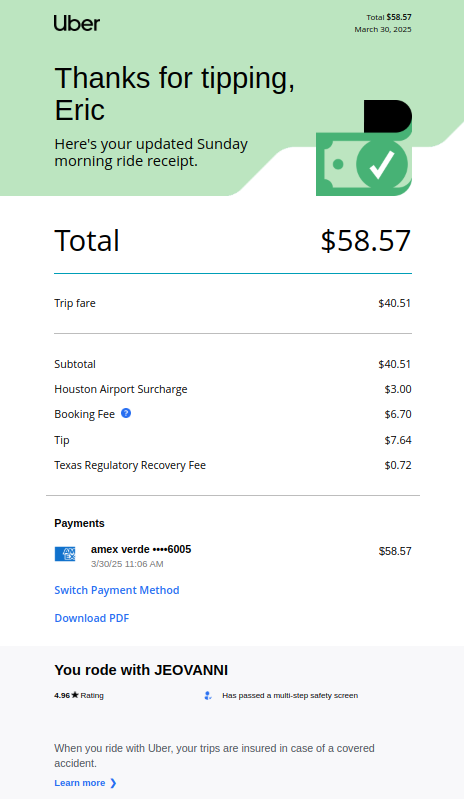 Uber
Total $58.57
March 30, 2025
Thanks for tipping,
Eric
Here's your updated Sunday
morning ride receipt.
Total $58.57
Trip fare $40.51
Subtotal $40.51
Houston Airport Surcharge $3.00
Booking Fee ? $6.70
Tip $7.64
Texas Regulatory Recovery Fee $0.72
Payments
amex verde ••••6005 $58.57
3/30/25 11:06 AM
Switch Payment Method
Download PDF
You rode with JEOVANNI
4.96★Rating Has passed a multi-step safety screen
When you ride with Uber, your trips are insured in case of a covered
accident.
Learn more ❯